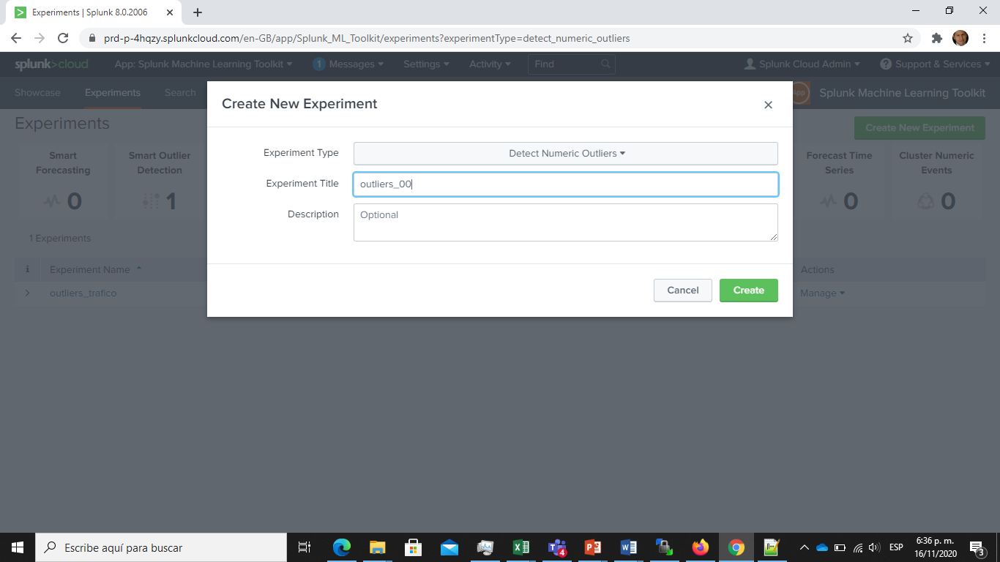 Experiments | Splunk 8.0.2006
prd-p-4hqzy.splunkcloud.com/en-GB/app/Splunk_ML_Toolkit/experiments?experimentType=detect_numeric_outliers
splunk>cloud App: Splunk Machine Learning Toolkit 1 Messages Settings Activity Find Splunk Cloud Admin ? Support & Services
Showcase Experiments Search App Splunk Machine Learning Toolkit
Experiments
Create New Experiment
Smart Forecasting
0
Smart Outlier Detection
1
Forecast Time Series
0
Cluster Numeric Events
0
1 Experiments
i Experiment Name Actions
outliers_trafico Manage
Create New Experiment
Experiment Type Detect Numeric Outliers
Experiment Title outliers_00
Description Optional
Cancel Create
Escribe aquí para buscar
4
ESP
6:36 p. m.
16/11/2020
3